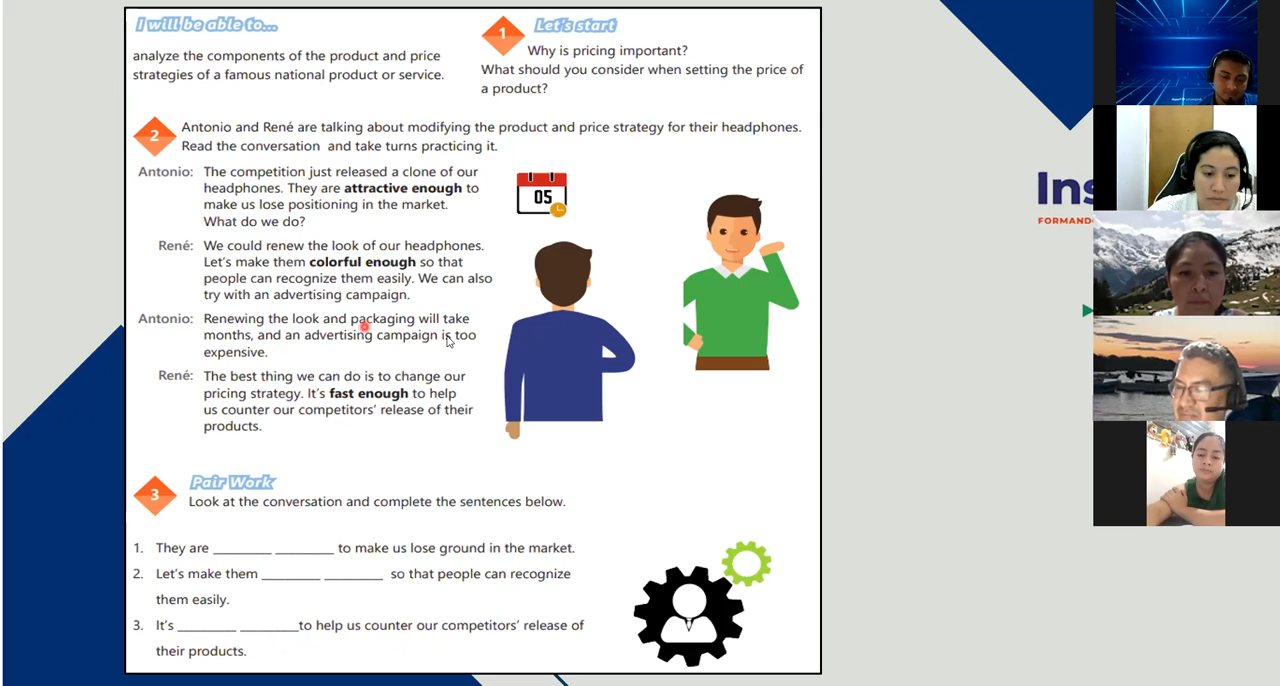 I will be able to...
analyze the components of the product and price
strategies of a famous national product or service.
1
Let's start
Why is pricing important?
What should you consider when setting the price of
a product?
2
Antonio and René are talking about modifying the product and price strategy for their headphones.
Read the conversation and take turns practicing it.
Antonio: The competition just released a clone of our
headphones. They are attractive enough to
make us lose positioning in the market.
What do we do?
René: We could renew the look of our headphones.
Let's make them colorful enough so that
people can recognize them easily. We can also
try with an advertising campaign.
Antonio: Renewing the look and packaging will take
months, and an advertising campaign is too
expensive.
René: The best thing we can do is to change our
pricing strategy. It's fast enough to help
us counter our competitors' release of their
products.
05
3
Pair Work
Look at the conversation and complete the sentences below.
1. They are ________ ________ to make us lose ground in the market.
2. Let's make them ________ ________ so that people can recognize
them easily.
3. It's ________ ________to help us counter our competitors' release of
their products.
Ins
FORMAND